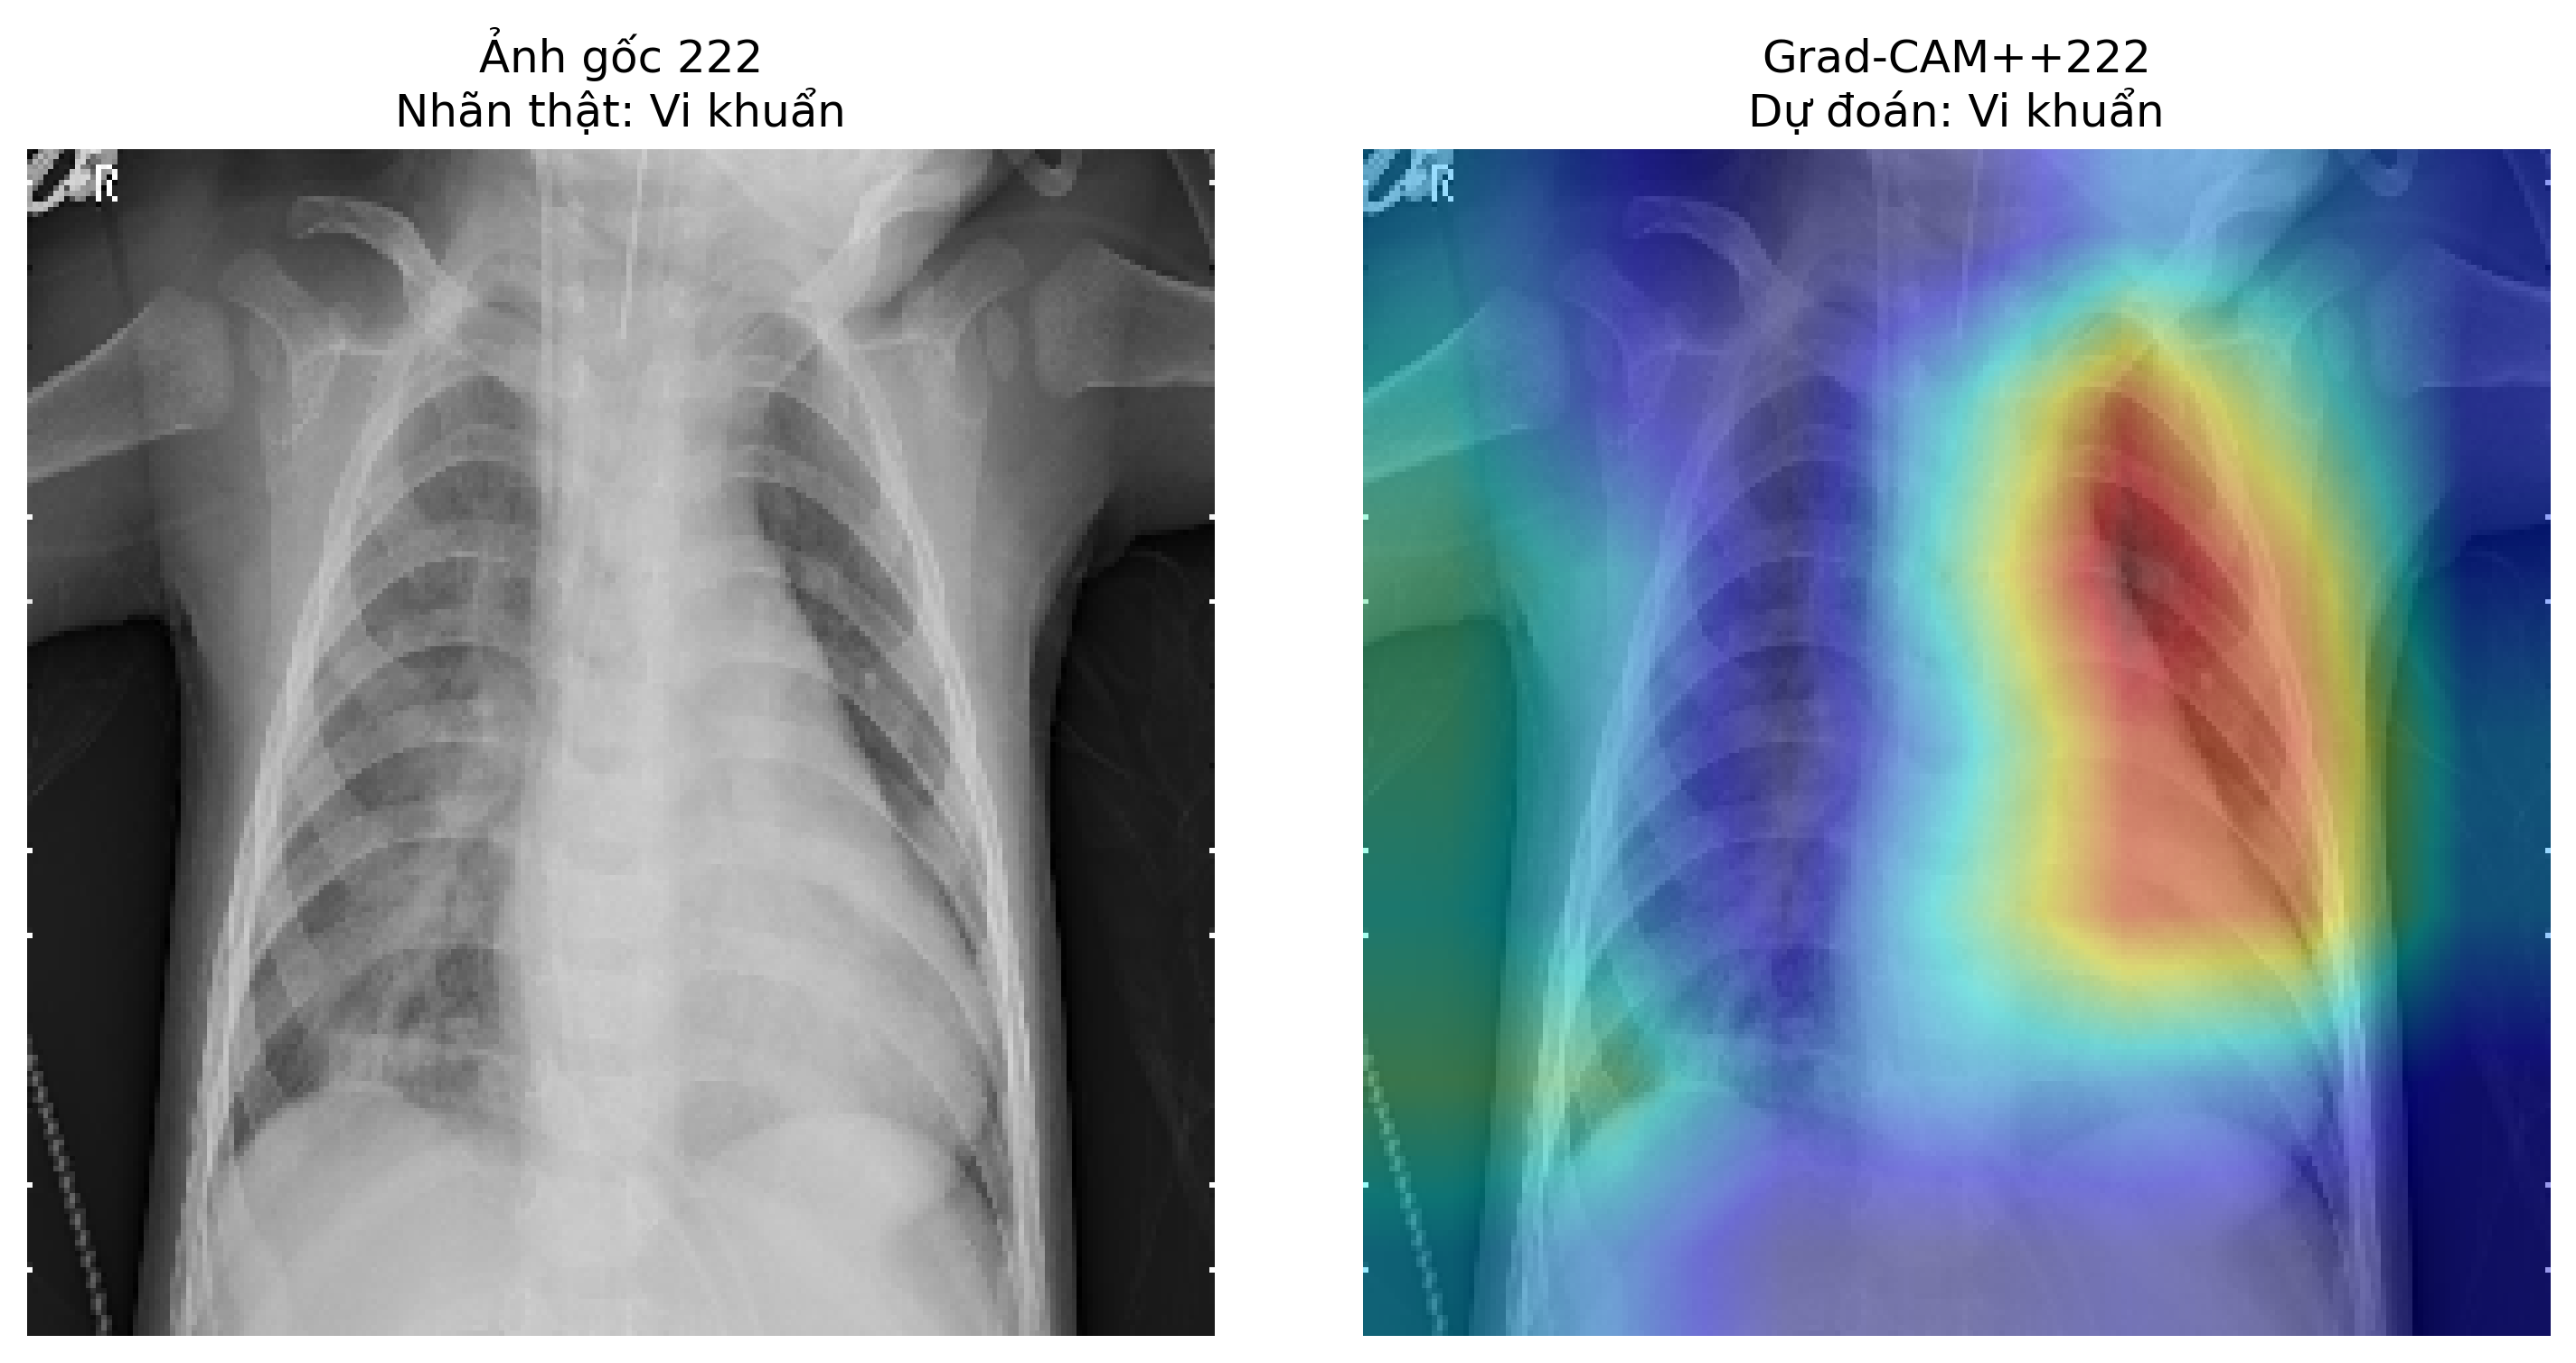 Ảnh gốc 222
Nhãn thật: Vi khuẩn
Grad-CAM++222
Dự đoán: Vi khuẩn
R
R